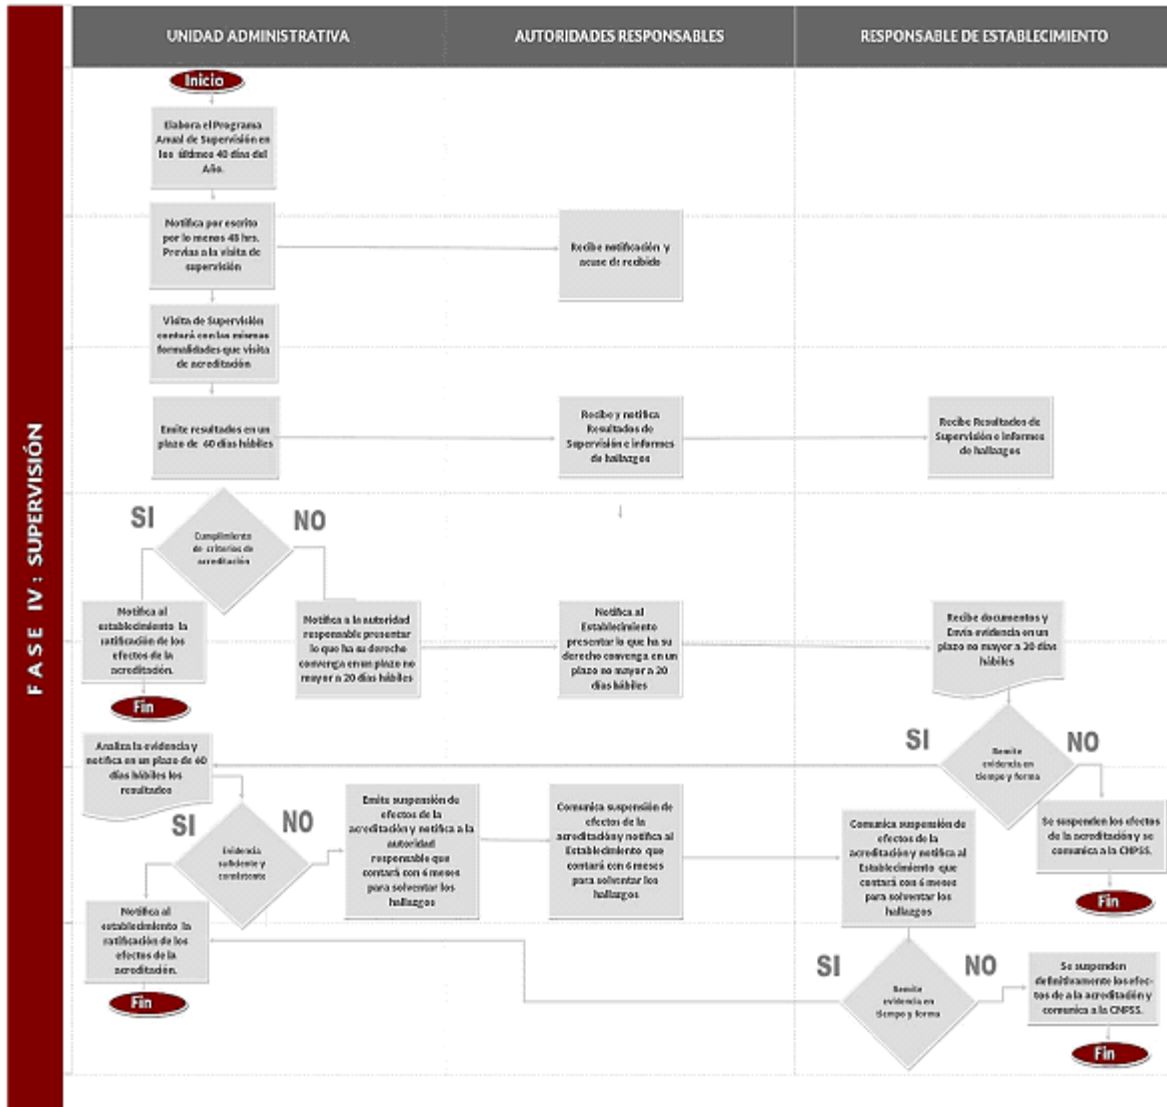 UNIDAD ADMINISTRATIVA
AUTORIDADES RESPONSABLES
RESPONSABLE DE ESTABLECIMIENTO
FASE IV: SUPERVISIÓN
Inicio
Elabora el Programa
Anual de Supervisión en
los últimos 40 días del
Año.
Notifica por escrito
por lo menos 48 hrs.
Previas a la visita de
supervisión
Recibe notificación y
acuse de recibido
Visita de Supervisión
contará con las mismas
formalidades que visita
de acreditación
Emite resultados en un
plazo de 60 días hábiles
Recibe y notifica
Resultados de
Supervisión e informes
de hallazgos
Recibe Resultados de
Supervisión e informes
de hallazgos
SI
NO
Cumplimiento
de criterios de
acreditación
Notifica al
establecimiento la
ratificación de los
efectos de la
acreditación.
Fin
Notifica a la autoridad
responsable presentar
lo que ha su derecho
convenga en un plazo no
mayor a 20 días hábiles
Notifica al
Establecimiento
presentar lo que ha su
derecho convenga en un
plazo no mayor a 20
días hábiles
Recibe documentos y
Envía evidencia en un
plazo no mayor a 20 días
hábiles
SI
NO
Remite
evidencia en
tiempo y forma
Se suspenden los efectos
de la acreditación y se
comunica a la CNPSS.
Fin
Analiza la evidencia y
notifica en un plazo de 60
días hábiles los
resultados
SI
NO
Evidencia
suficiente y
consistente
Emite suspensión de
efectos de la
acreditación y notifica a la
autoridad
responsable que
contará con 6 meses
para solventar los
hallazgos
Comunica suspensión de
efectos de la
acreditación y notifica al
Establecimiento que
contará con 6 meses
para solventar los
hallazgos
Comunica suspensión de
efectos de la
acreditación y notifica al
Establecimiento que
contará con 6 meses
para solventar los
hallazgos
Notifica al
establecimiento la
ratificación de los
efectos de la
acreditación.
Fin
SI
NO
Remite
evidencia en
tiempo y forma
Se suspenden
definitivamente los efec-
tos de a la acreditación y
comunica a la CNPSS.
Fin